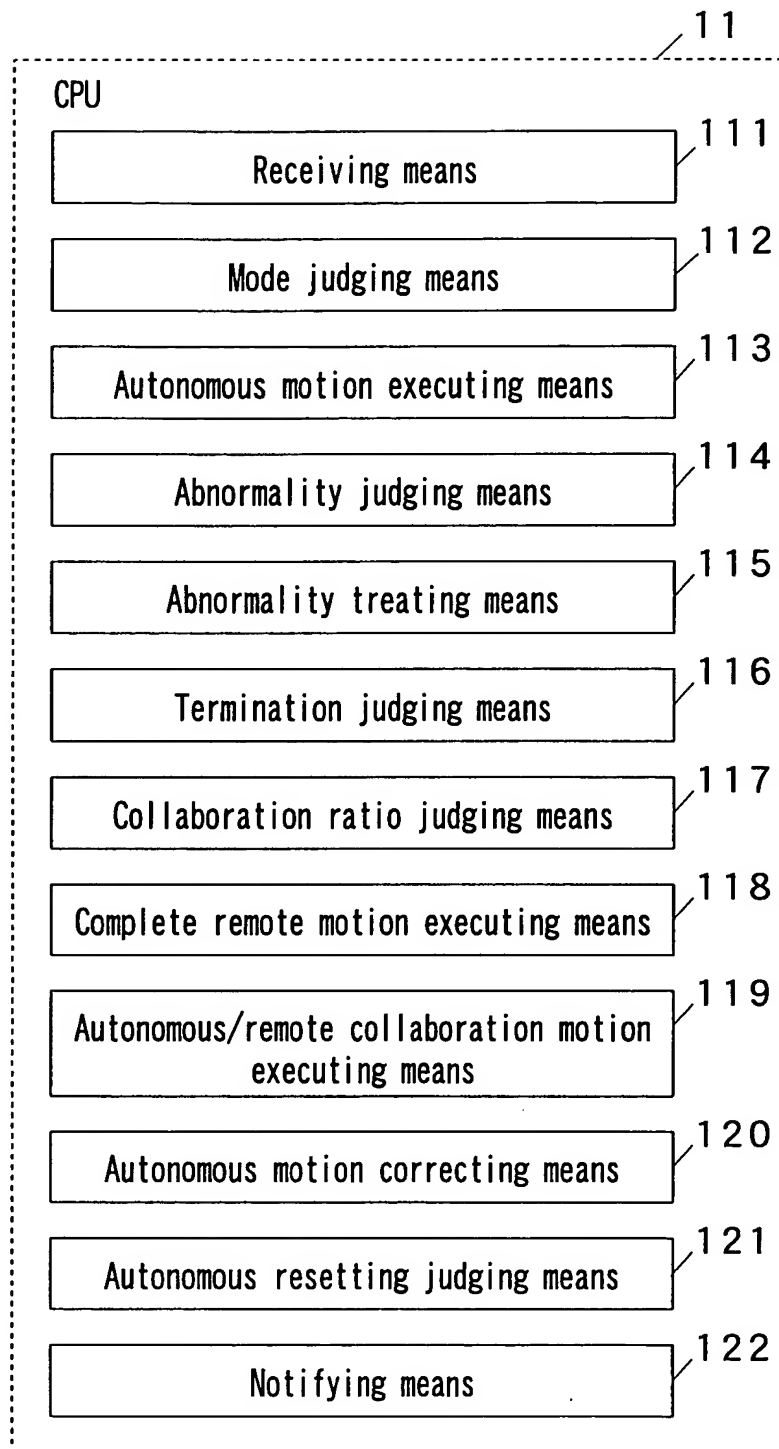 11
CPU
111
Receiving means
112
Mode judging means
113
Autonomous motion executing means
114
Abnormality judging means
115
Abnormality treating means
116
Termination judging means
117
Collaboration ratio judging means
118
Complete remote motion executing means
119
Autonomous/remote collaboration motion
executing means
120
Autonomous motion correcting means
121
Autonomous resetting judging means
122
Notifying means